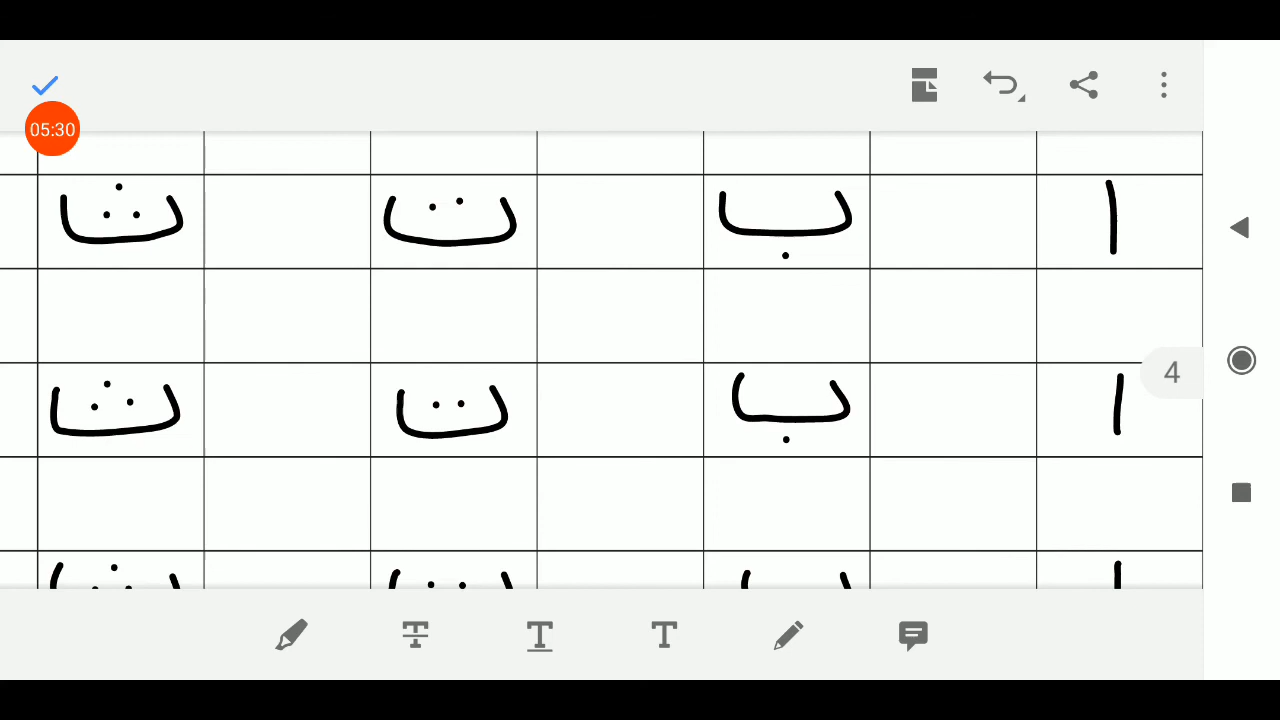 05:30
ا ب ت ث
ا ب ت ث
4
ا ب ت ث